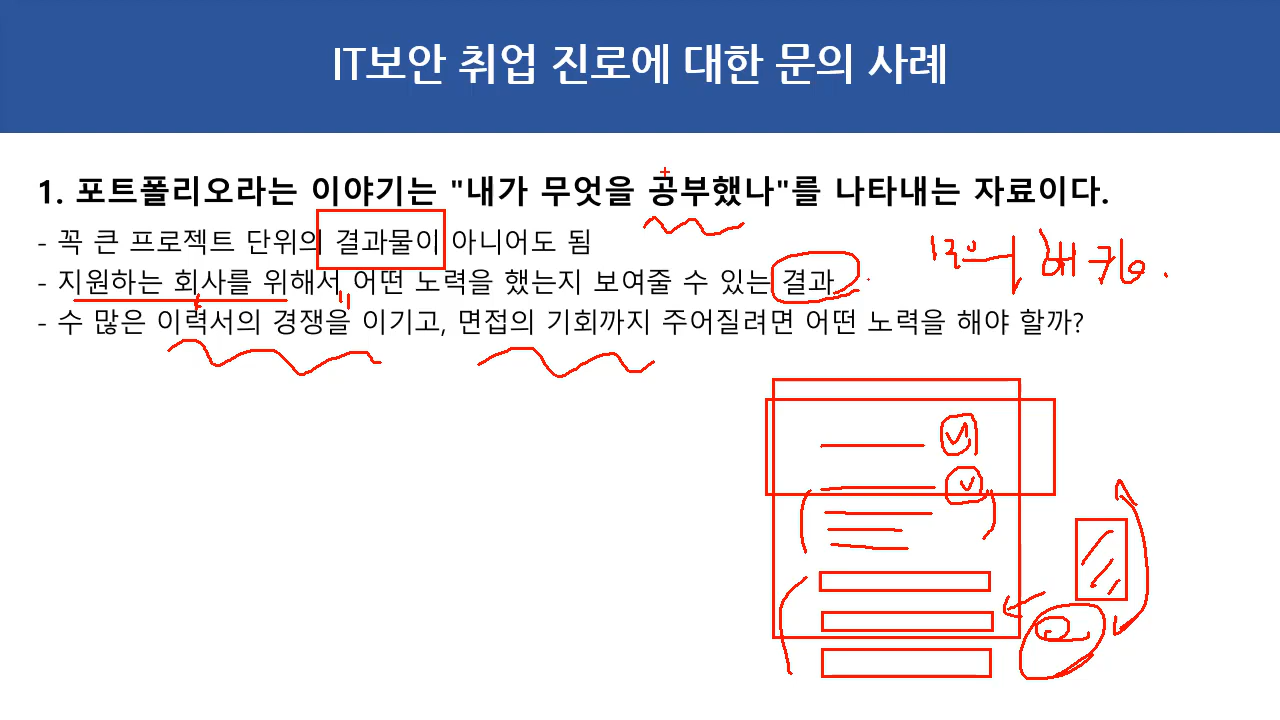 IT보안 취업 진로에 대한 문의 사례
1. 포트폴리오라는 이야기는 "내가 무엇을 공부했나"를 나타내는 자료이다.
- 꼭 큰 프로젝트 단위의 결과물이 아니어도 됨
- 지원하는 회사를 위해서 어떤 노력을 했는지 보여줄 수 있는 결과
- 수 많은 이력서의 경쟁을 이기고, 면접의 기회까지 주어질려면 어떤 노력을 해야 할까?
모의 해킹.